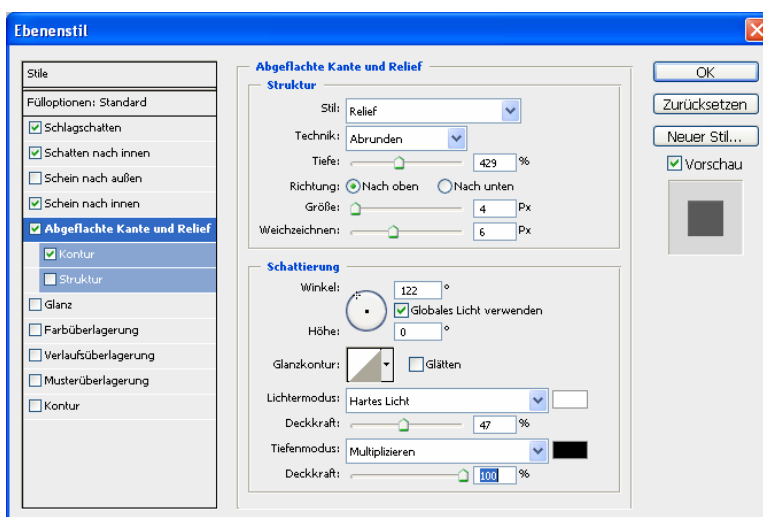 Ebenenstil
Stile
Fülloptionen: Standard
Schlagschatten
Schatten nach innen
Schein nach außen
Schein nach innen
Abgeflachte Kante und Relief
Kontur
Struktur
Glanz
Farbüberlagerung
Verlaufsüberlagerung
Musterüberlagerung
Kontur
Abgeflachte Kante und Relief
Struktur
Stil: Relief
Technik: Abrunden
Tiefe: 429 %
Richtung: Nach oben Nach unten
Größe: 4 Px
Weichzeichnen: 6 Px
Schattierung
Winkel: 122 °
Globales Licht verwenden
Höhe: 0 °
Glanzkontur: Glätten
Lichtermodus: Hartes Licht
Deckkraft: 47 %
Tiefenmodus: Multiplizieren
Deckkraft: 100 %
OK
Zurücksetzen
Neuer Stil...
Vorschau